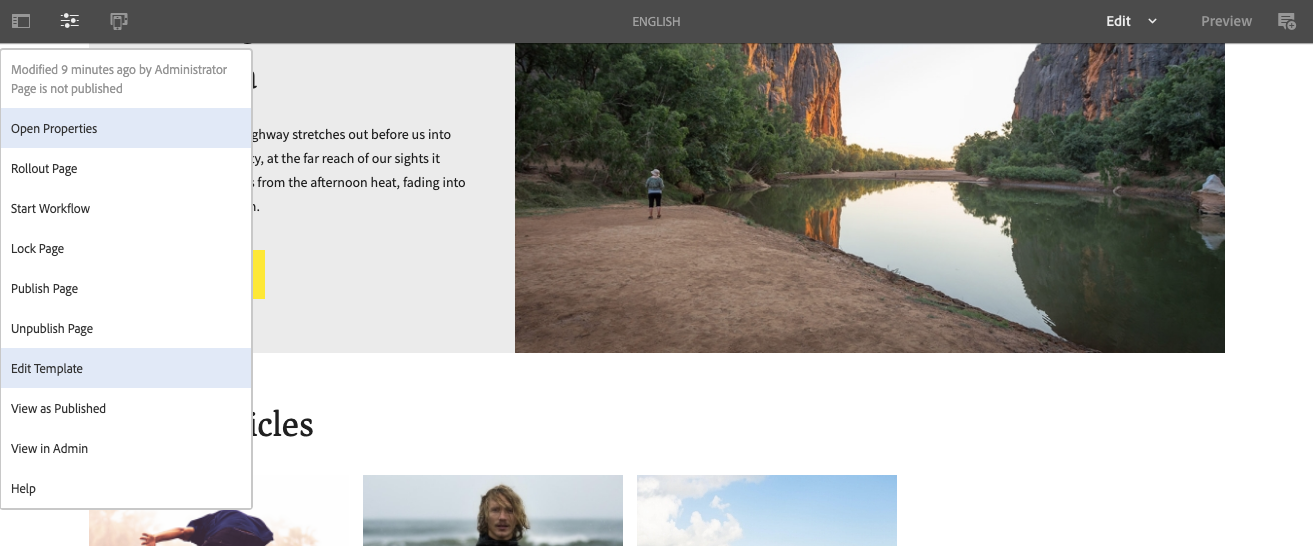 ENGLISH
Edit
Preview
Modified 9 minutes ago by Administrator
Page is not published
Open Properties
Rollout Page
Start Workflow
Lock Page
Publish Page
Unpublish Page
Edit Template
View as Published
View in Admin
Help
stretches out before us into
at the far reach of our sights it
from the afternoon heat, fading into